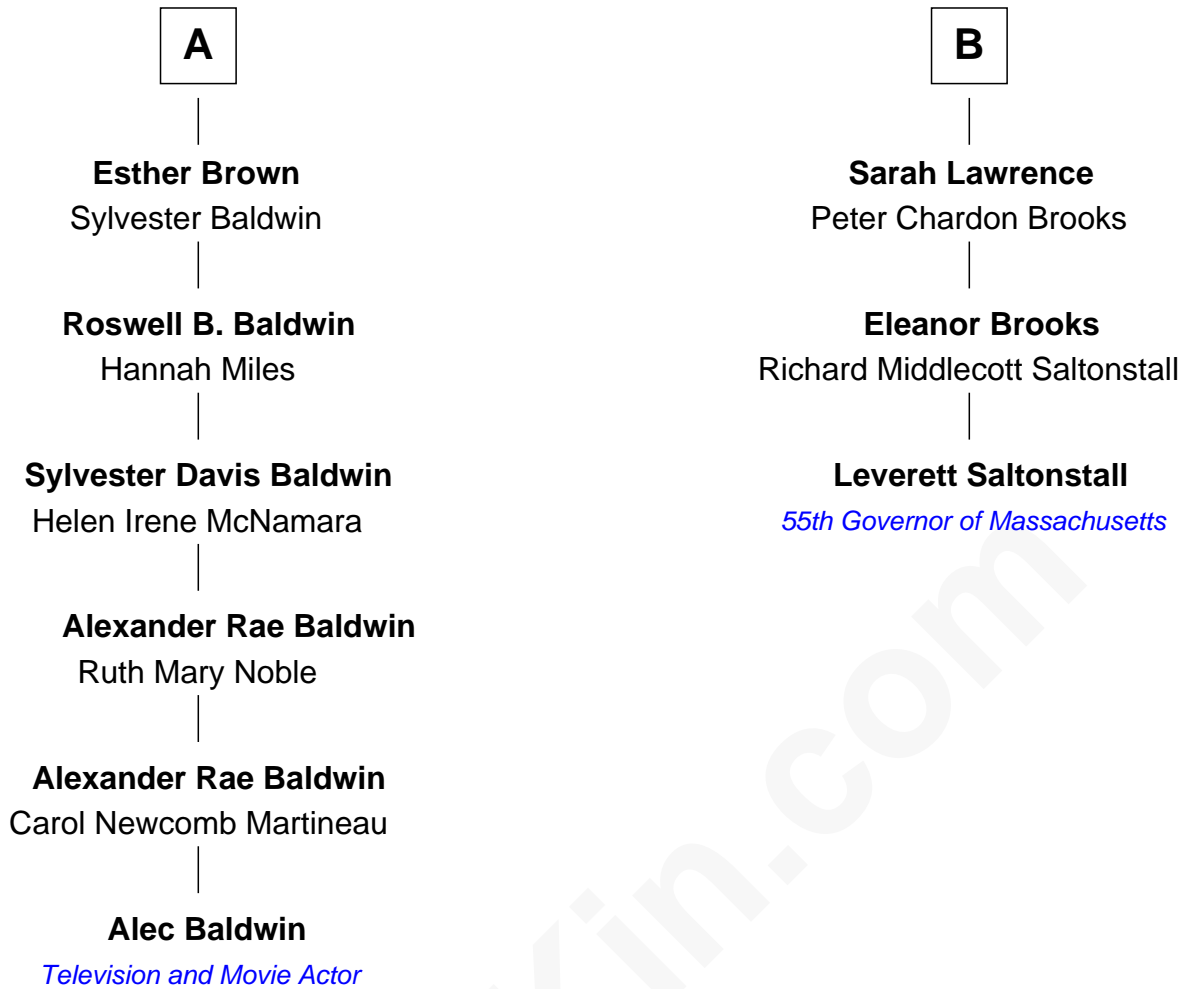 A
Esther Brown
Sylvester Baldwin
Roswell B. Baldwin
Hannah Miles
Sylvester Davis Baldwin
Helen Irene McNamara
Alexander Rae Baldwin
Ruth Mary Noble
Alexander Rae Baldwin
Carol Newcomb Martineau
Alec Baldwin
Television and Movie Actor
B
Sarah Lawrence
Peter Chardon Brooks
Eleanor Brooks
Richard Middlecott Saltonstall
Leverett Saltonstall
55th Governor of Massachusetts